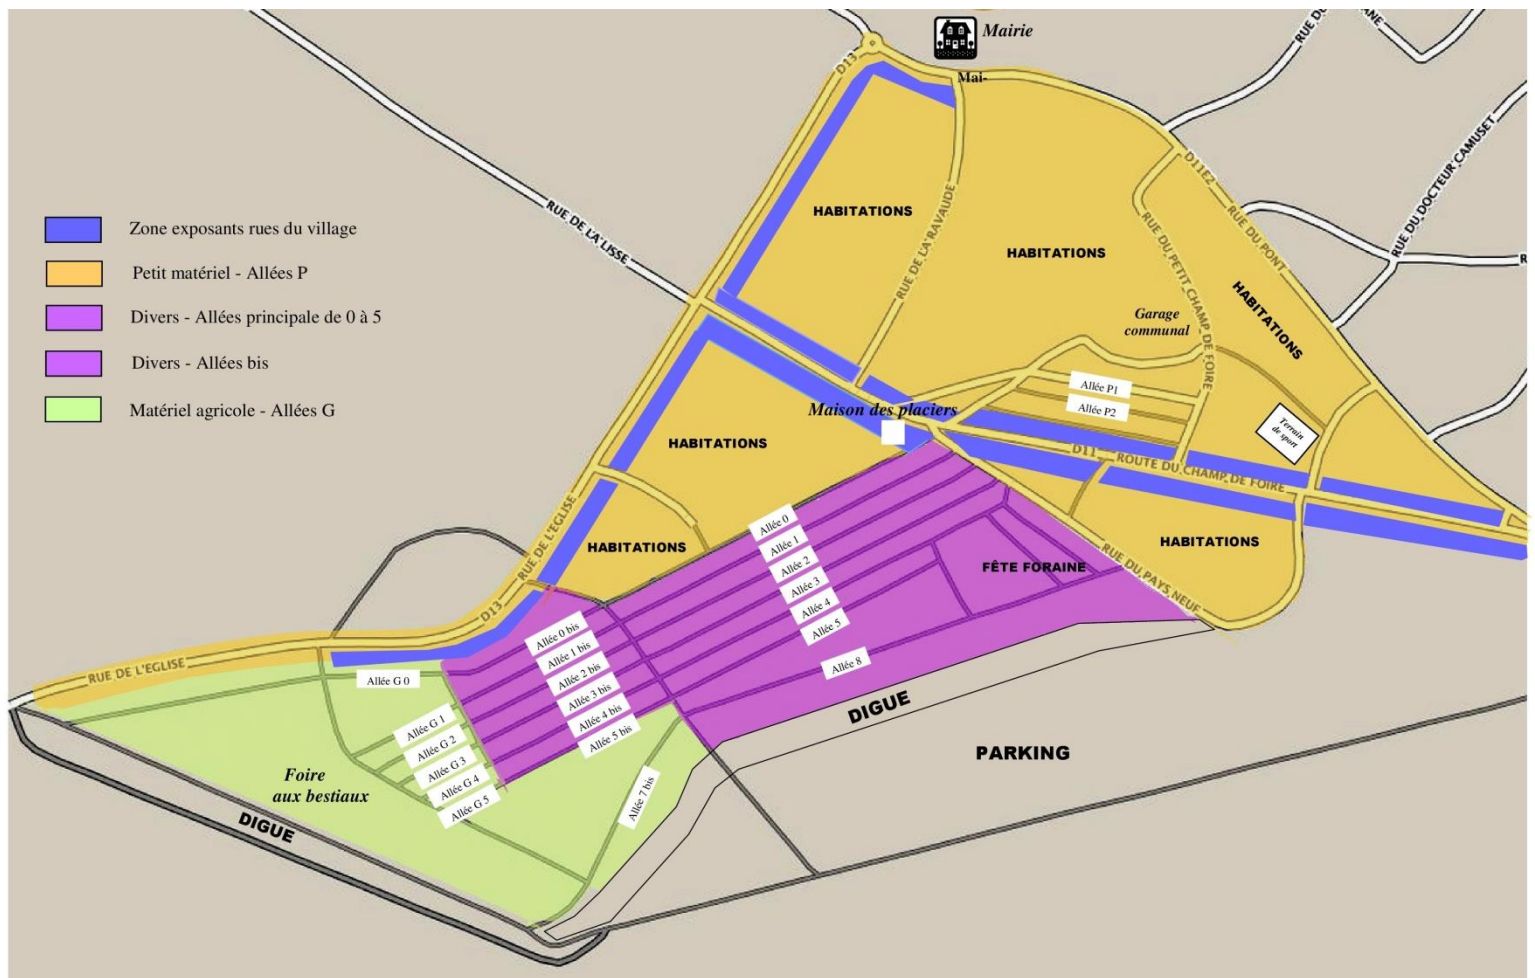 Mairie
Mai-
D13
RUE DE LA LISSE
RUE DU DOCTEUR CAMUSET
D11E2
RUE DU PONT
HABITATIONS
RUE DE LA RAVAUDE
HABITATIONS
RUE DU PETIT CHAMP DE FOIRE
HABITATIONS
Garage
communal
Zone exposants rues du village
Petit matériel - Allées P
Divers - Allées principale de 0 à 5
Divers - Allées bis
Matériel agricole - Allées G
Allée P1
Allée P2
Maison des placiers
Terrain
de sport
HABITATIONS
D11
ROUTE DU CHAMP DE FOIRE
HABITATIONS
HABITATIONS
RUE DE L'EGLISE
D13
Allée 0
Allée 1
Allée 2
Allée 3
Allée 4
Allée 5
FÊTE FORAINE
RUE DU PAYS NEUF
Allée 0 bis
Allée 1 bis
Allée 2 bis
Allée 3 bis
Allée 4 bis
Allée 5 bis
Allée 8
RUE DE L'EGLISE
Allée G 0
Allée G 1
Allée G 2
Allée G 3
Allée G 4
Allée G 5
DIGUE
PARKING
Foire
aux bestiaux
Allée 7 bis
DIGUE